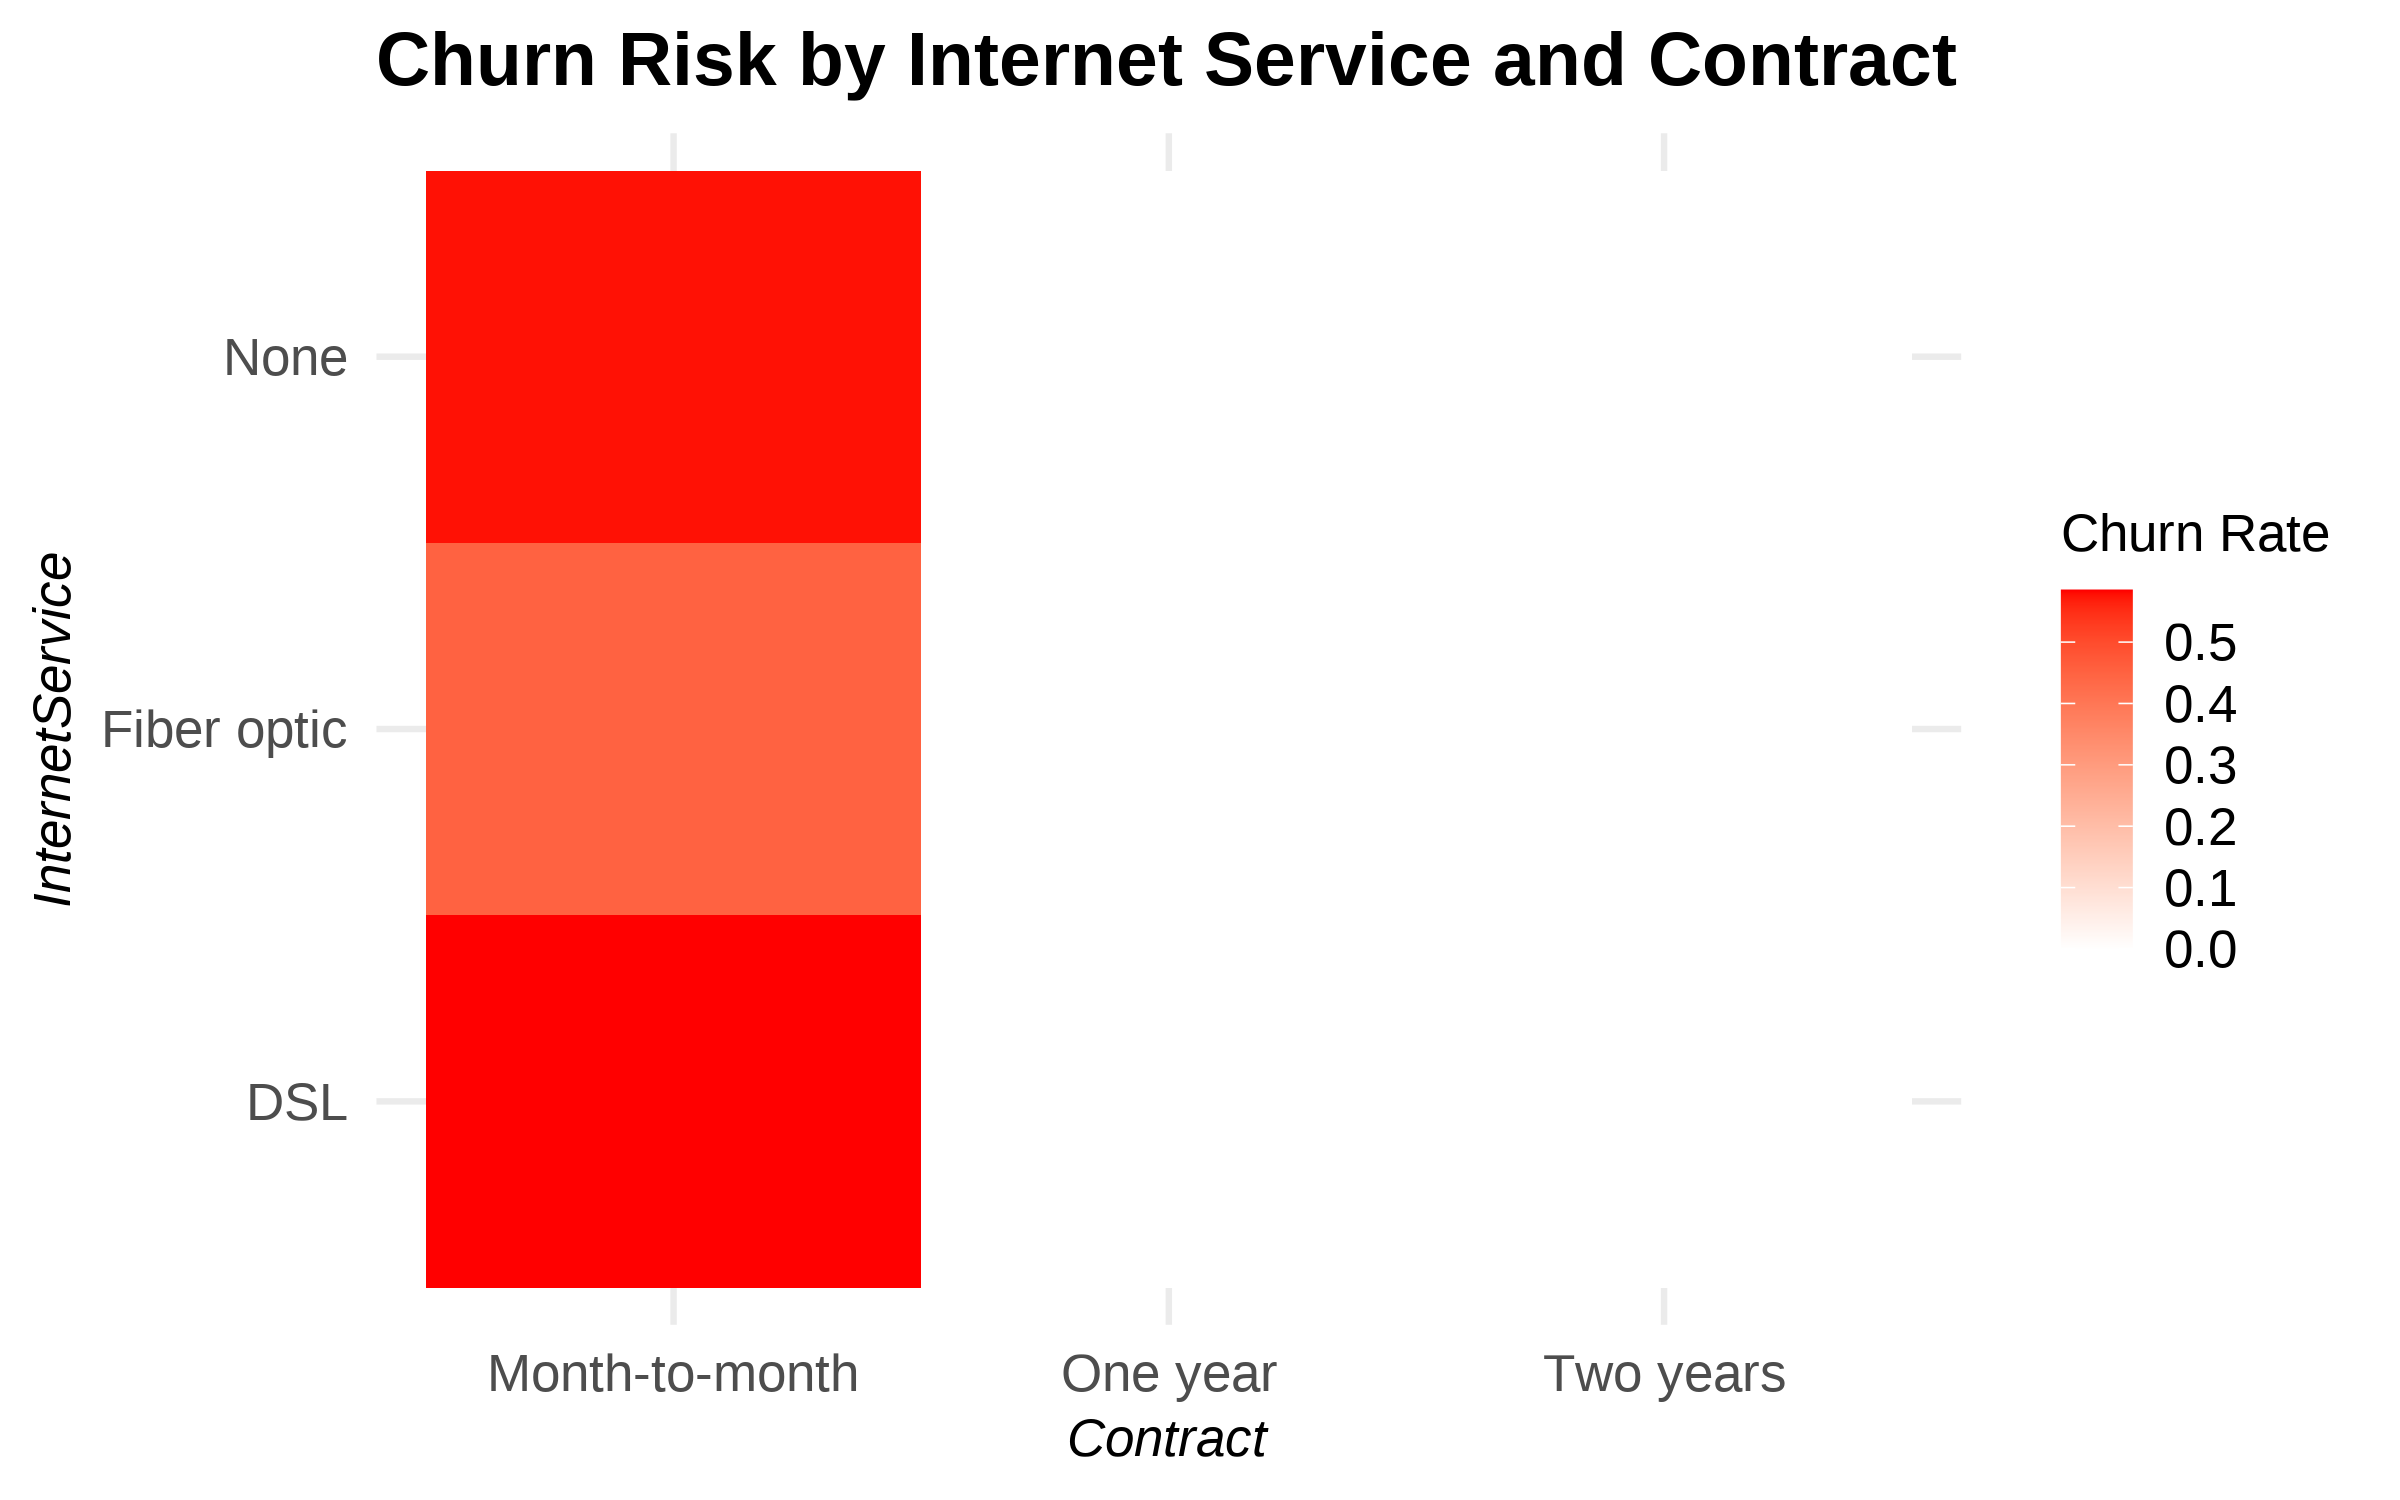 Churn Risk by Internet Service and Contract
None
Fiber optic
DSL
InternetService
Month-to-month
One year
Two years
Contract
Churn Rate
0.5
0.4
0.3
0.2
0.1
0.0